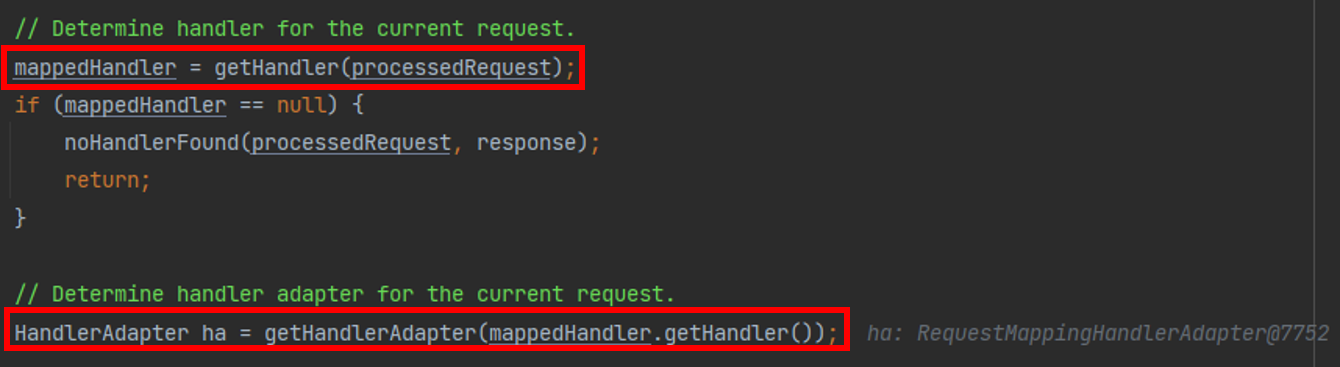 // Determine handler for the current request.
mappedHandler = getHandler(processedRequest);
if (mappedHandler == null) {
noHandlerFound(processedRequest, response);
return;
}
// Determine handler adapter for the current request.
HandlerAdapter ha = getHandlerAdapter(mappedHandler.getHandler()); ha: RequestMappingHandlerAdapter@7752